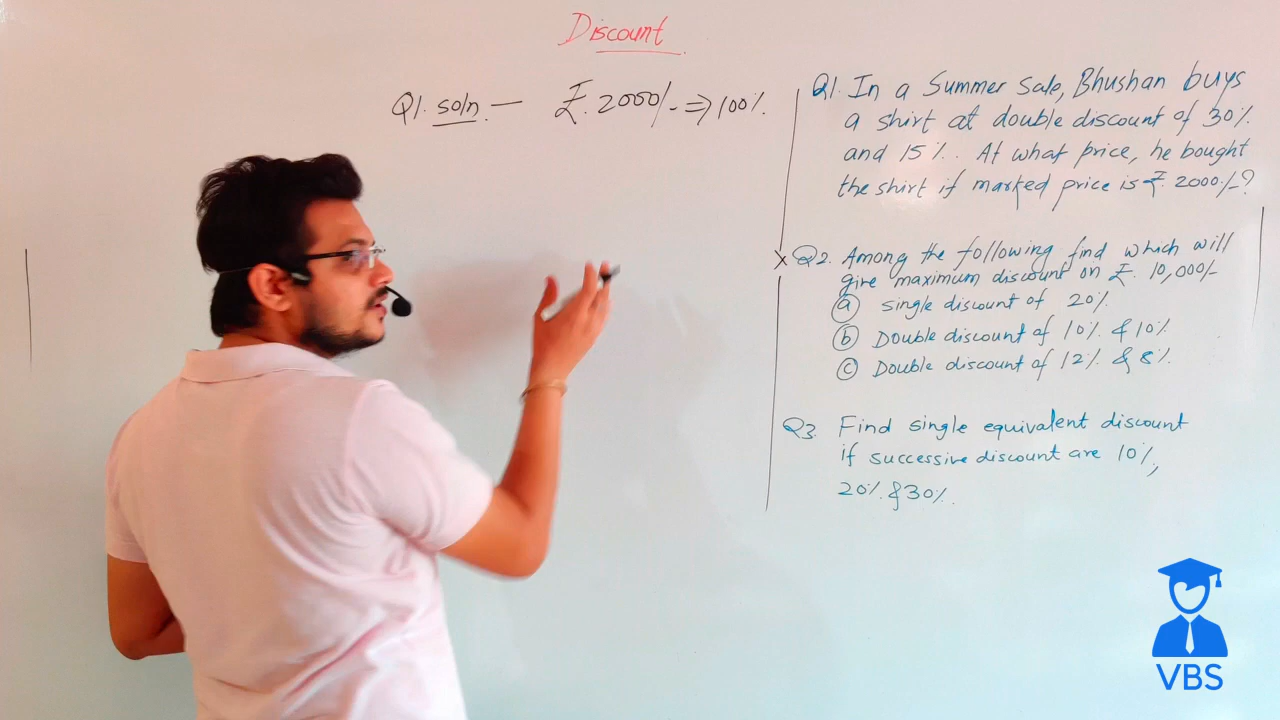 Discount
Q1. soln. — ₹. 2000/- ⇒ 100%.
Q1. In a Summer Sale, Bhushan buys
a shirt at double discount of 30%
and 15%. At what price, he bought
the shirt if marked price is ₹. 2000/-?
x Q2. Among the following find which will
give maximum discount on ₹. 10,000/-
(a) single discount of 20%
(b) Double discount of 10% & 10%
(c) Double discount of 12% & 8%.
Q3. Find single equivalent discount
if successive discount are 10%,
20% & 30%.
VBS